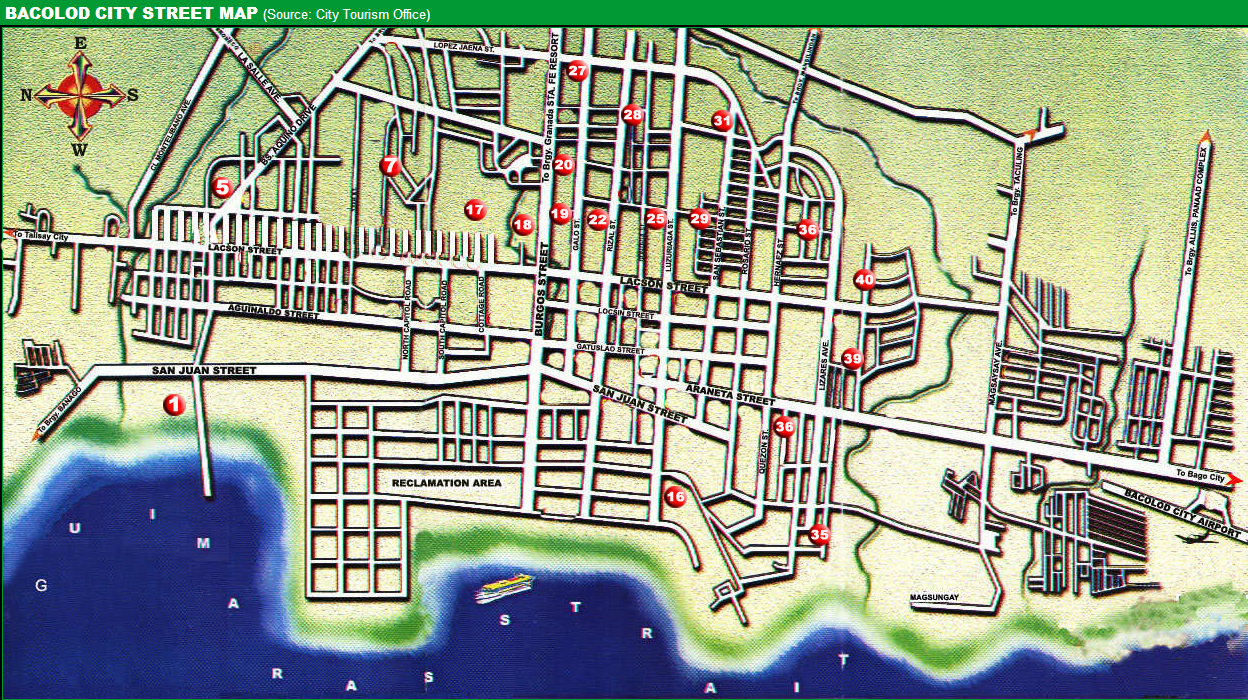 BACOLOD CITY STREET MAP (Source: City Tourism Office)
E
N S
W
LOPEZ JAENA ST.
LA SALLE AVE.
CL MONTELIBANO AVE.
BS. AQUINO DRIVE
To Brgy. Granada STA. FE RESORT
To Brgy. TACULING
To Brgy. ALIJIS, PANAAD COMPLEX
27
28
31
7
20
5
17
18
19
22
25
29
36
GALO ST.
RIZAL ST.
LUZURIAGA ST.
SAN SEBASTIAN ST.
ROSARIO ST.
HERNAEZ ST.
To Talisay City
LACSON STREET
LACSON STREET
40
BURGOS STREET
NORTH CAPITOL ROAD
SOUTH CAPITOL ROAD
COTTAGE ROAD
AGUINALDO STREET
LOCSIN STREET
GATUSLAO STREET
39
LIZARES AVE.
MAGSAYSAY AVE.
SAN JUAN STREET
SAN JUAN STREET
ARANETA STREET
To Brgy. BANAGO
1
36
QUEZON ST.
RECLAMATION AREA
16
35
To Bago City
BACOLOD CITY AIRPORT
MAGSUNGAY
G U I M A R A S
S T R A I T